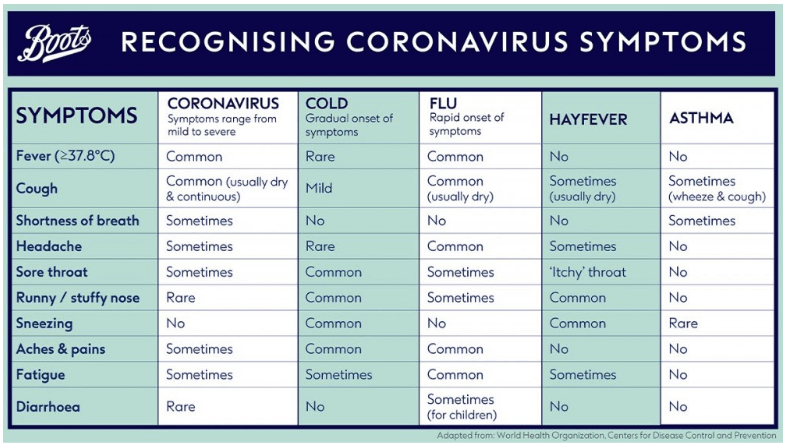 Boots RECOGNISING CORONAVIRUS SYMPTOMS
SYMPTOMS CORONAVIRUS Symptoms range from mild to severe COLD Gradual onset of symptoms FLU Rapid onset of symptoms HAYFEVER ASTHMA
Fever (≥37.8°C) Common Rare Common No No
Cough Common (usually dry & continuous) Mild Common (usually dry) Sometimes (usually dry) Sometimes (wheeze & cough)
Shortness of breath Sometimes No No No Sometimes
Headache Sometimes Rare Common Sometimes No
Sore throat Sometimes Common Sometimes ‘Itchy’ throat No
Runny / stuffy nose Rare Common Sometimes Common No
Sneezing No Common No Common Rare
Aches & pains Sometimes Common Common No No
Fatigue Sometimes Sometimes Common Sometimes No
Diarrhoea Rare No Sometimes (for children) No No
Adapted from: World Health Organization, Centers for Disease Control and Prevention